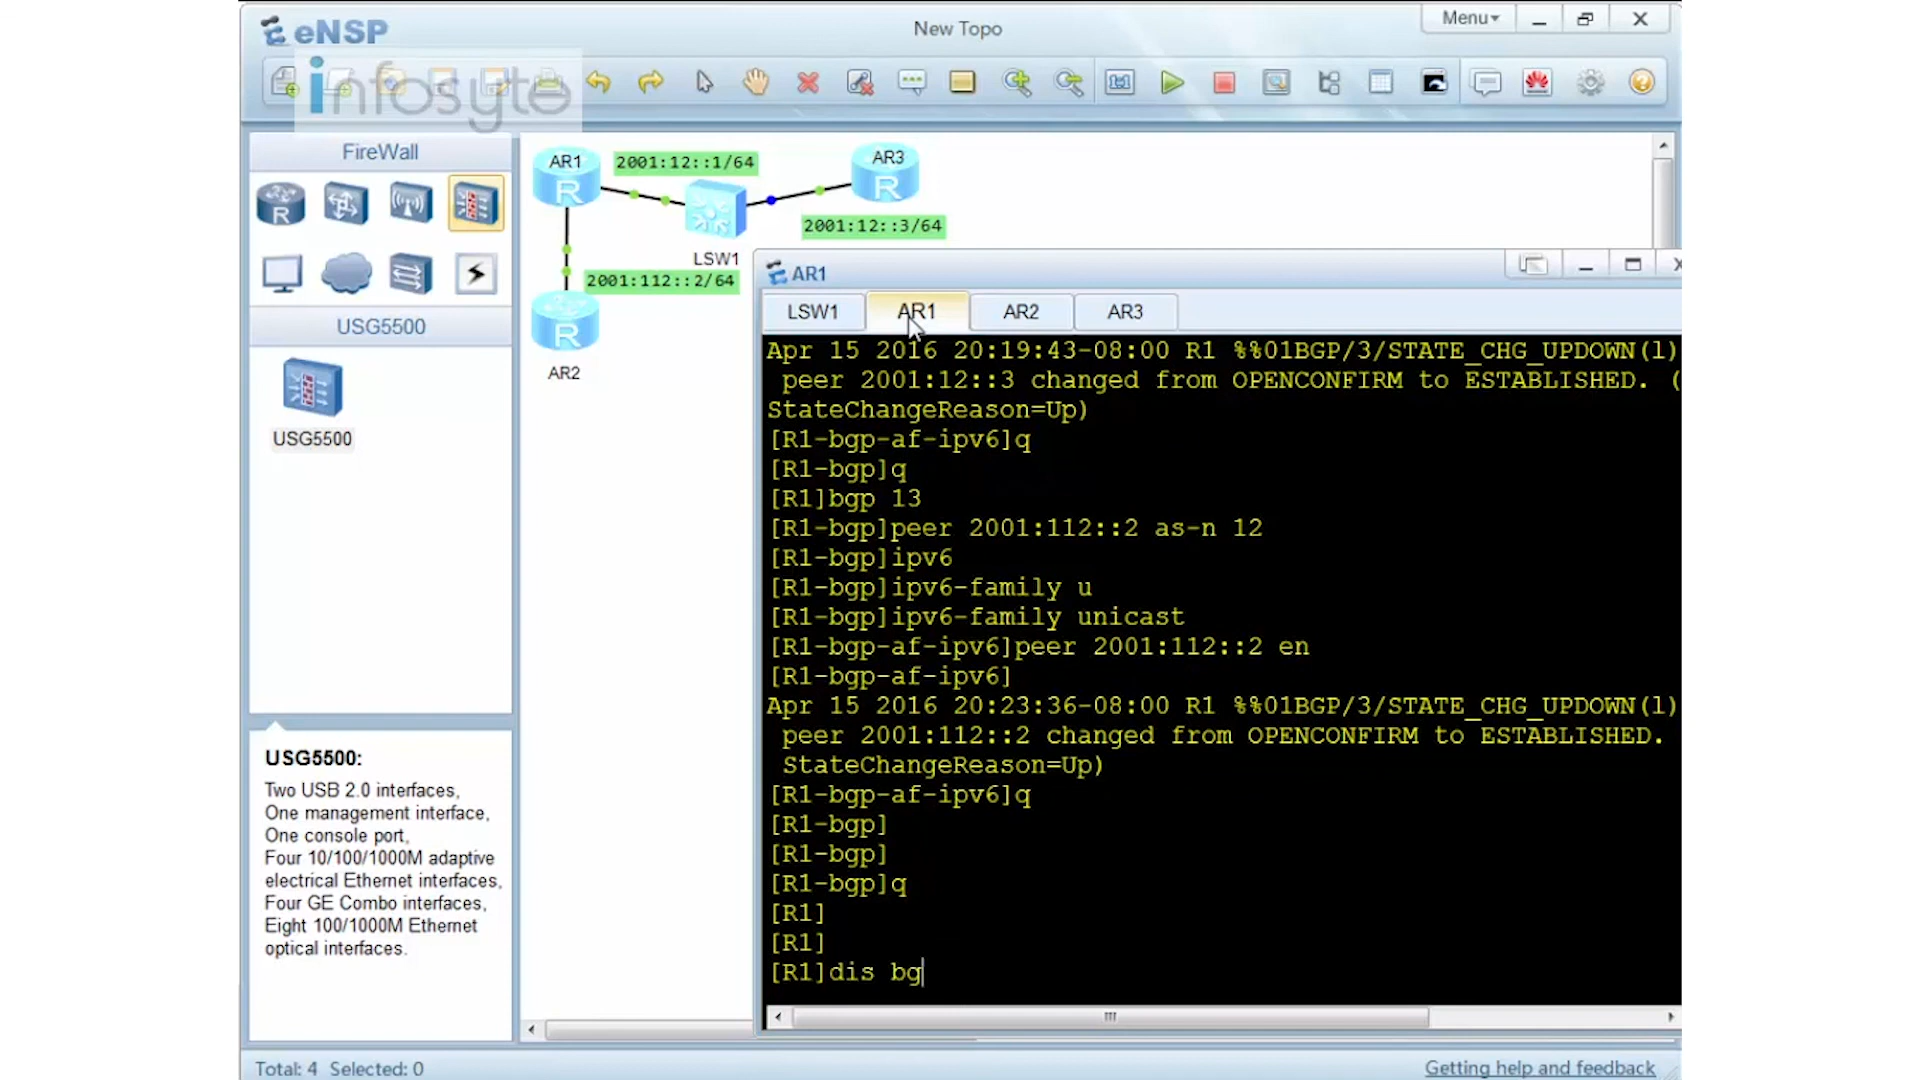 eNSP
New Topo
Menu
infosyte
FireWall
AR1
2001:12::1/64
AR3
R
R
R
2001:12::3/64
LSW1
2001:112::2/64
R
AR2
USG5500
USG5500
AR1
LSW1
AR1
AR2
AR3
Apr 15 2016 20:19:43-08:00 R1 %%01BGP/3/STATE_CHG_UPDOWN(l)
peer 2001:12::3 changed from OPENCONFIRM to ESTABLISHED. (
StateChangeReason=Up)
[R1-bgp-af-ipv6]q
[R1-bgp]q
[R1]bgp 13
[R1-bgp]peer 2001:112::2 as-n 12
[R1-bgp]ipv6
[R1-bgp]ipv6-family u
[R1-bgp]ipv6-family unicast
[R1-bgp-af-ipv6]peer 2001:112::2 en
[R1-bgp-af-ipv6]
Apr 15 2016 20:23:36-08:00 R1 %%01BGP/3/STATE_CHG_UPDOWN(l)
peer 2001:112::2 changed from OPENCONFIRM to ESTABLISHED.
StateChangeReason=Up)
[R1-bgp-af-ipv6]q
[R1-bgp]
[R1-bgp]
[R1-bgp]q
[R1]
[R1]
[R1]dis bg
USG5500:
Two USB 2.0 interfaces,
One management interface,
One console port,
Four 10/100/1000M adaptive
electrical Ethernet interfaces,
Four GE Combo interfaces,
Eight 100/1000M Ethernet
optical interfaces.
Total: 4 Selected: 0
Getting help and feedback